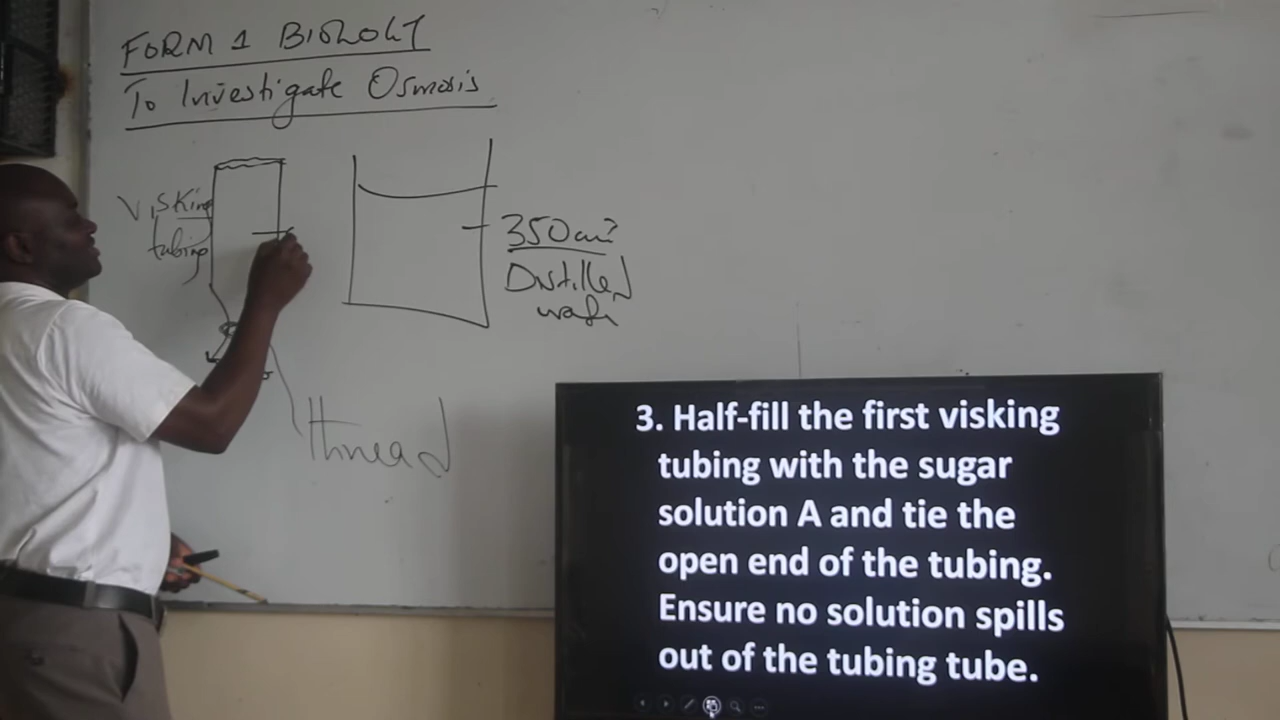 FORM 1 BIOLOGY
To Investigate Osmosis
Visking
tubing
350cm³
Distilled
water
thread
3. Half-fill the first visking
tubing with the sugar
solution A and tie the
open end of the tubing.
Ensure no solution spills
out of the tubing tube.